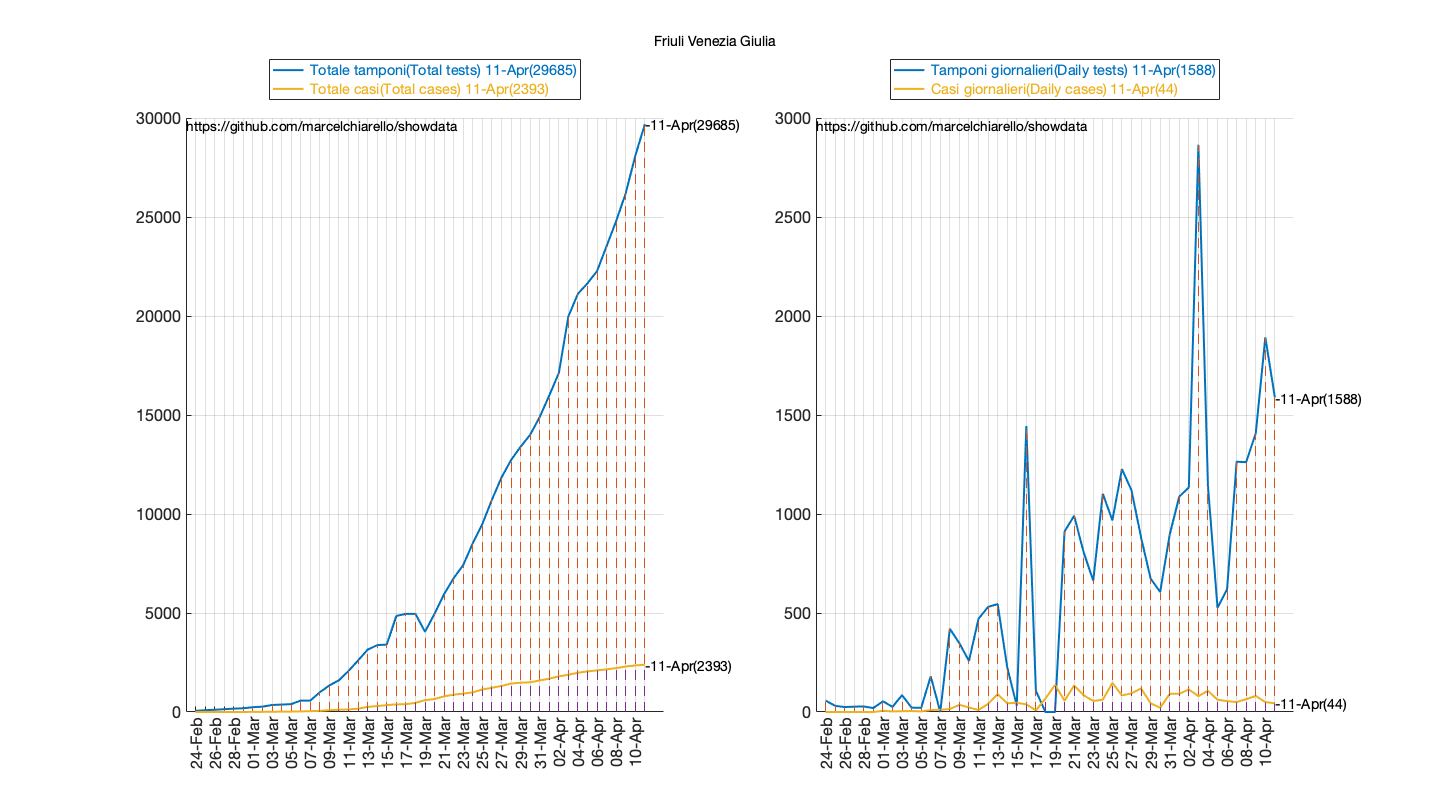 Friuli Venezia Giulia
Totale tamponi(Total tests) 11-Apr(29685)
Totale casi(Total cases) 11-Apr(2393)
https://github.com/marcelchiarello/showdata
30000
25000
20000
15000
10000
5000
0
-11-Apr(29685)
-11-Apr(2393)
24-Feb
26-Feb
28-Feb
01-Mar
03-Mar
05-Mar
07-Mar
09-Mar
11-Mar
13-Mar
15-Mar
17-Mar
19-Mar
21-Mar
23-Mar
25-Mar
27-Mar
29-Mar
31-Mar
02-Apr
04-Apr
06-Apr
08-Apr
10-Apr
Tamponi giornalieri(Daily tests) 11-Apr(1588)
Casi giornalieri(Daily cases) 11-Apr(44)
https://github.com/marcelchiarello/showdata
3000
2500
2000
1500
1000
500
0
-11-Apr(1588)
-11-Apr(44)
24-Feb
26-Feb
28-Feb
01-Mar
03-Mar
05-Mar
07-Mar
09-Mar
11-Mar
13-Mar
15-Mar
17-Mar
19-Mar
21-Mar
23-Mar
25-Mar
27-Mar
29-Mar
31-Mar
02-Apr
04-Apr
06-Apr
08-Apr
10-Apr